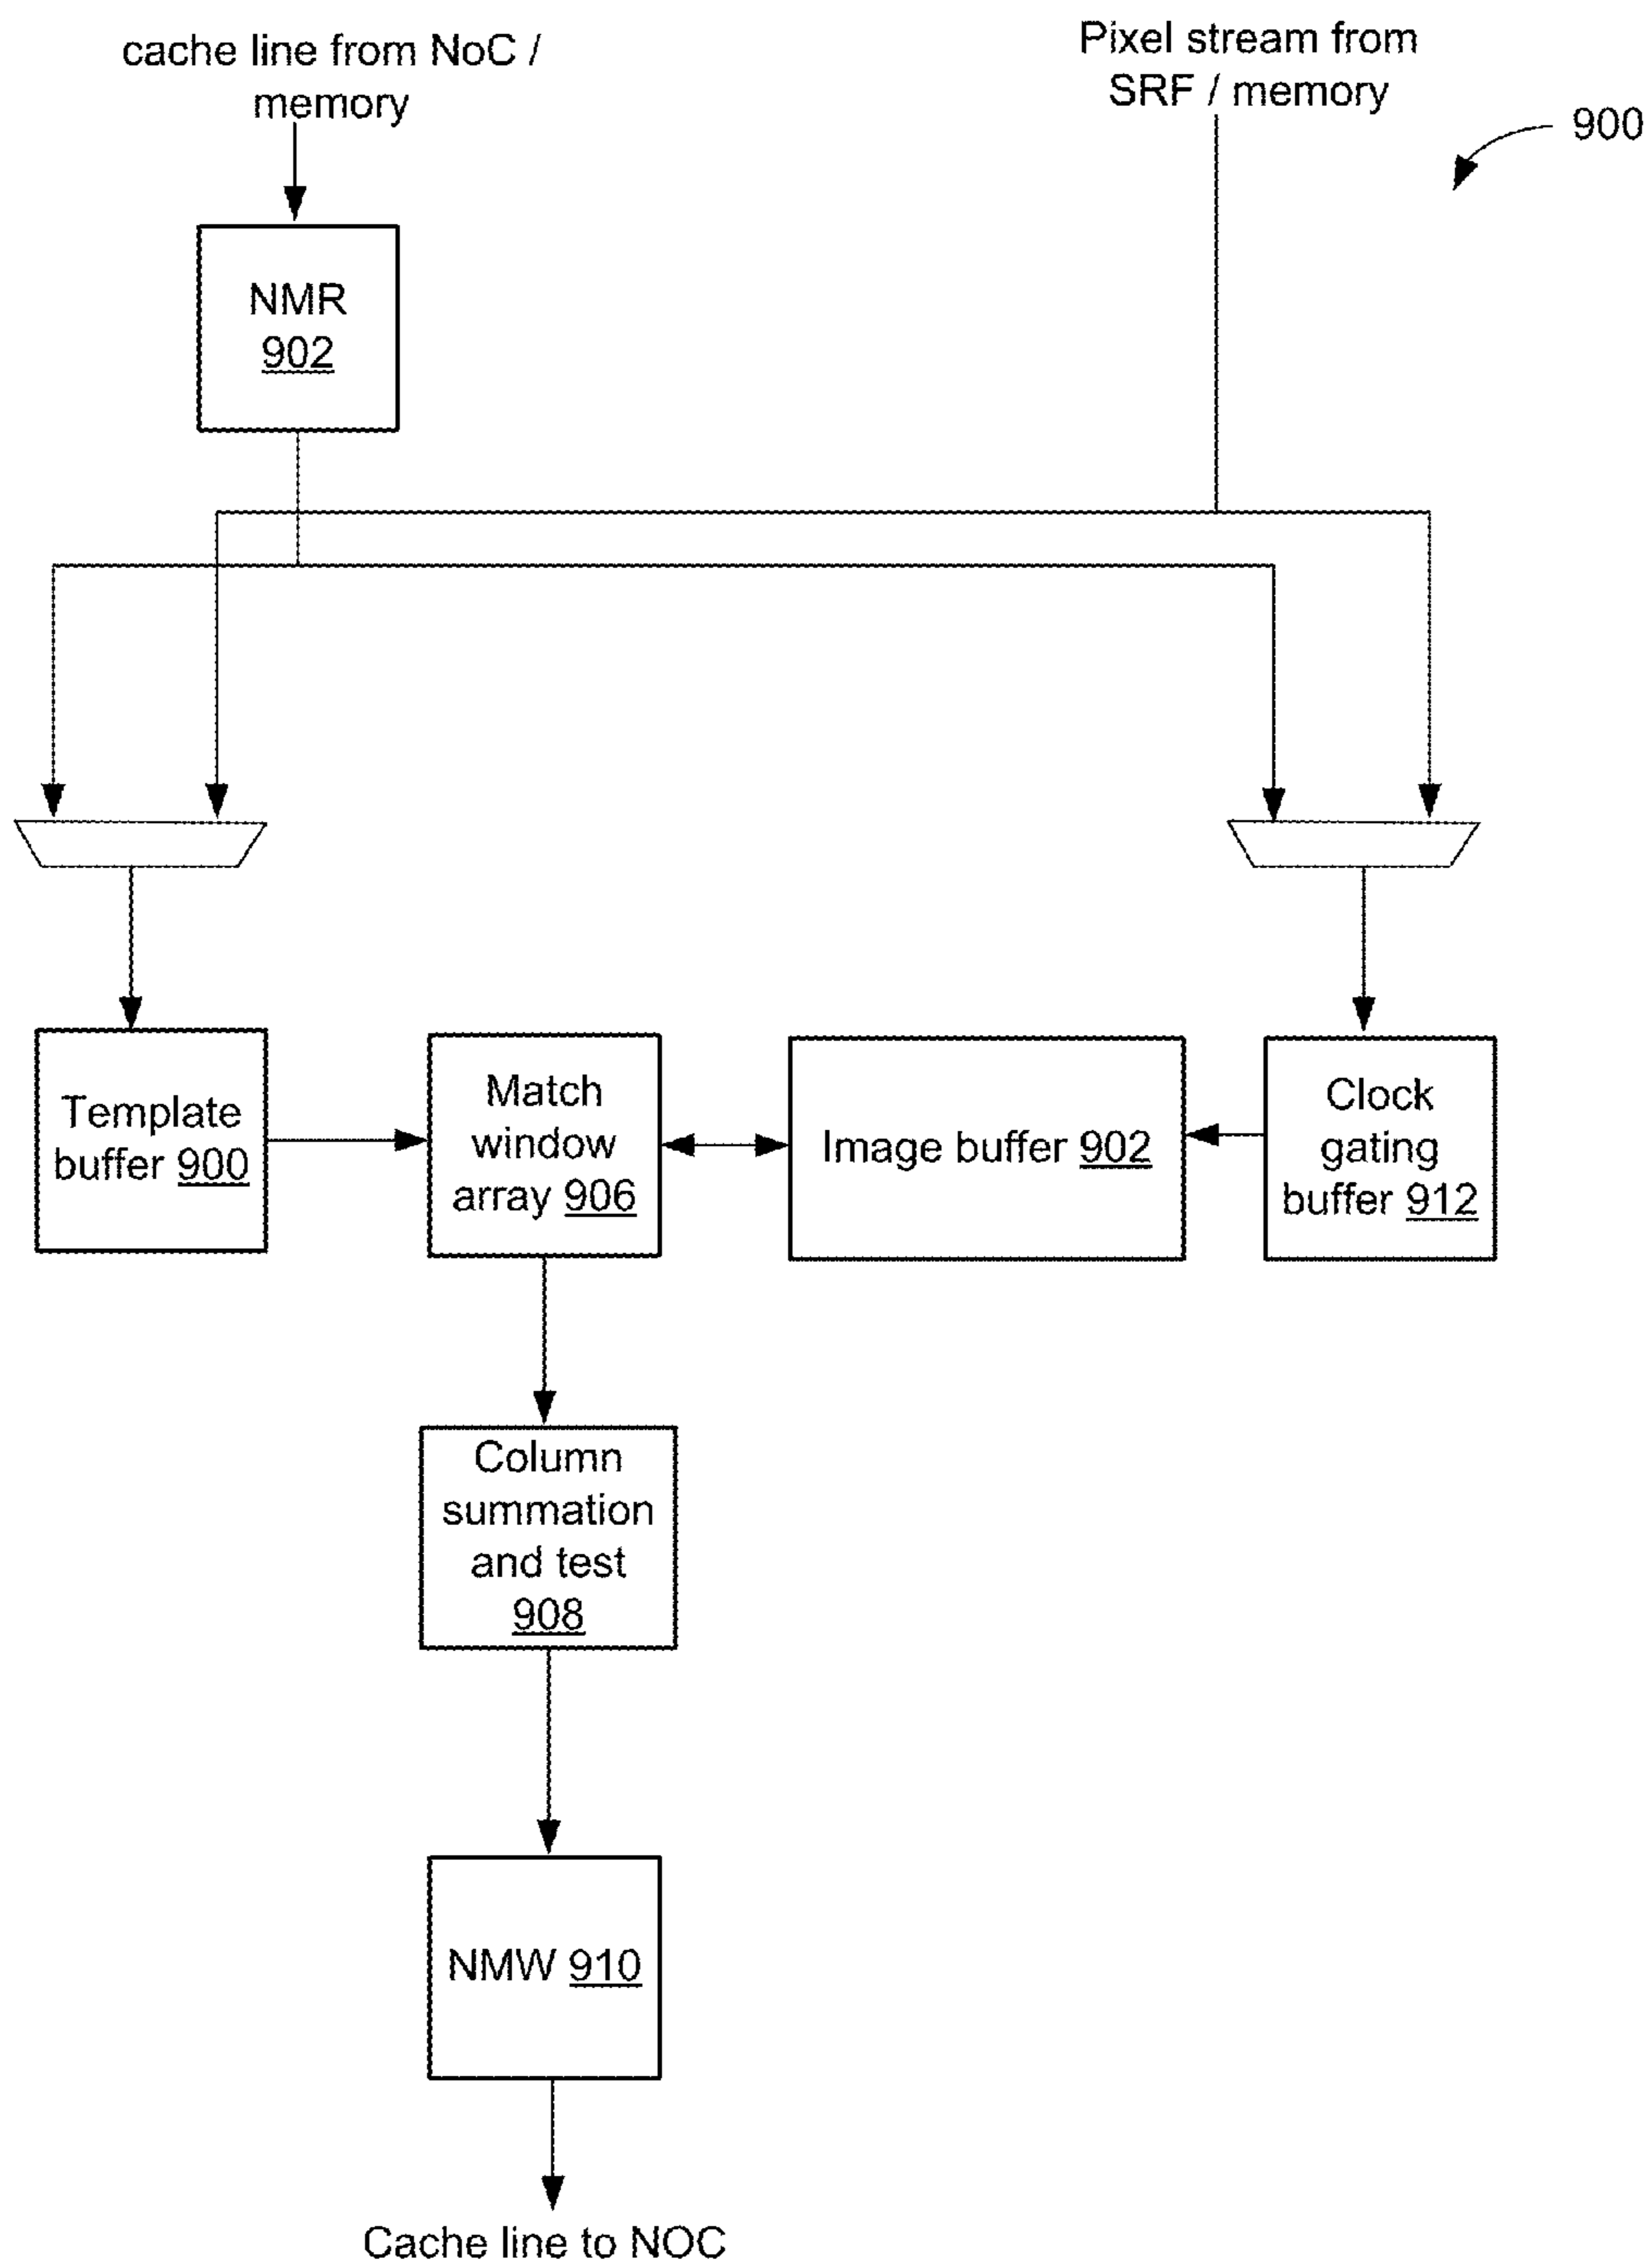 cache line from NoC /
memory
Pixel stream from
SRF / memory
900
NMR
902
Template
buffer 900
Match
window
array 906
Image buffer 902
Clock
gating
buffer 912
Column
summation
and test
908
NMW 910
Cache line to NOC